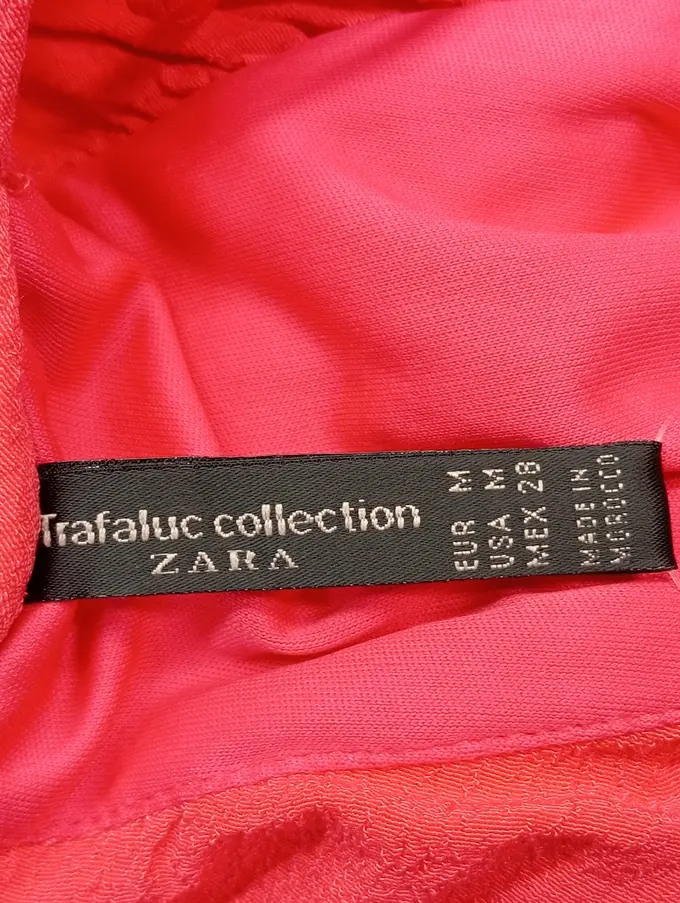 Trafaluc collection
ZARA
EUR M
USA M
MEX 28
MADE IN
MOROCCO